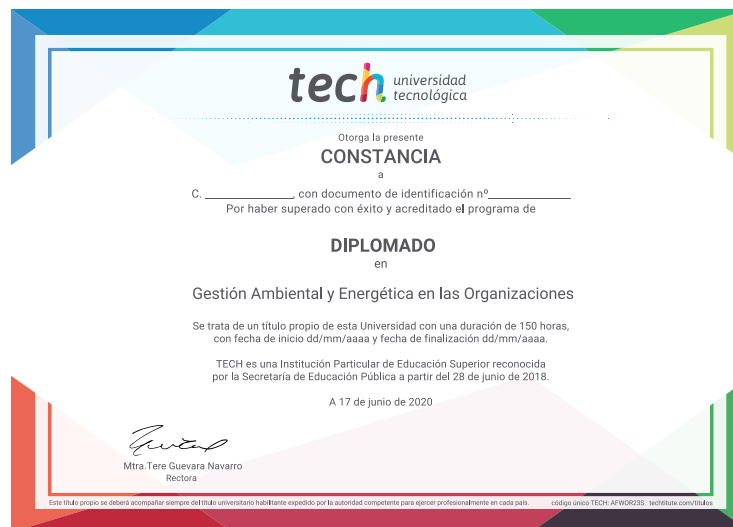 tech universidad
tecnológica
Otorga la presente
CONSTANCIA
a
C. ______________, con documento de identificación nº_____________
Por haber superado con éxito y acreditado el programa de
DIPLOMADO
en
Gestión Ambiental y Energética en las Organizaciones
Se trata de un título propio de esta Universidad con una duración de 150 horas,
con fecha de inicio dd/mm/aaaa y fecha de finalización dd/mm/aaaa.
TECH es una Institución Particular de Educación Superior reconocida
por la Secretaría de Educación Pública a partir del 28 de junio de 2018.
A 17 de junio de 2020
Mtra.Tere Guevara Navarro
Rectora
Este título propio se deberá acompañar siempre del título universitario habilitante expedido por la autoridad competente para ejercer profesionalmente en cada país. código único TECH: AFWOR23S techtitute.com/títulos